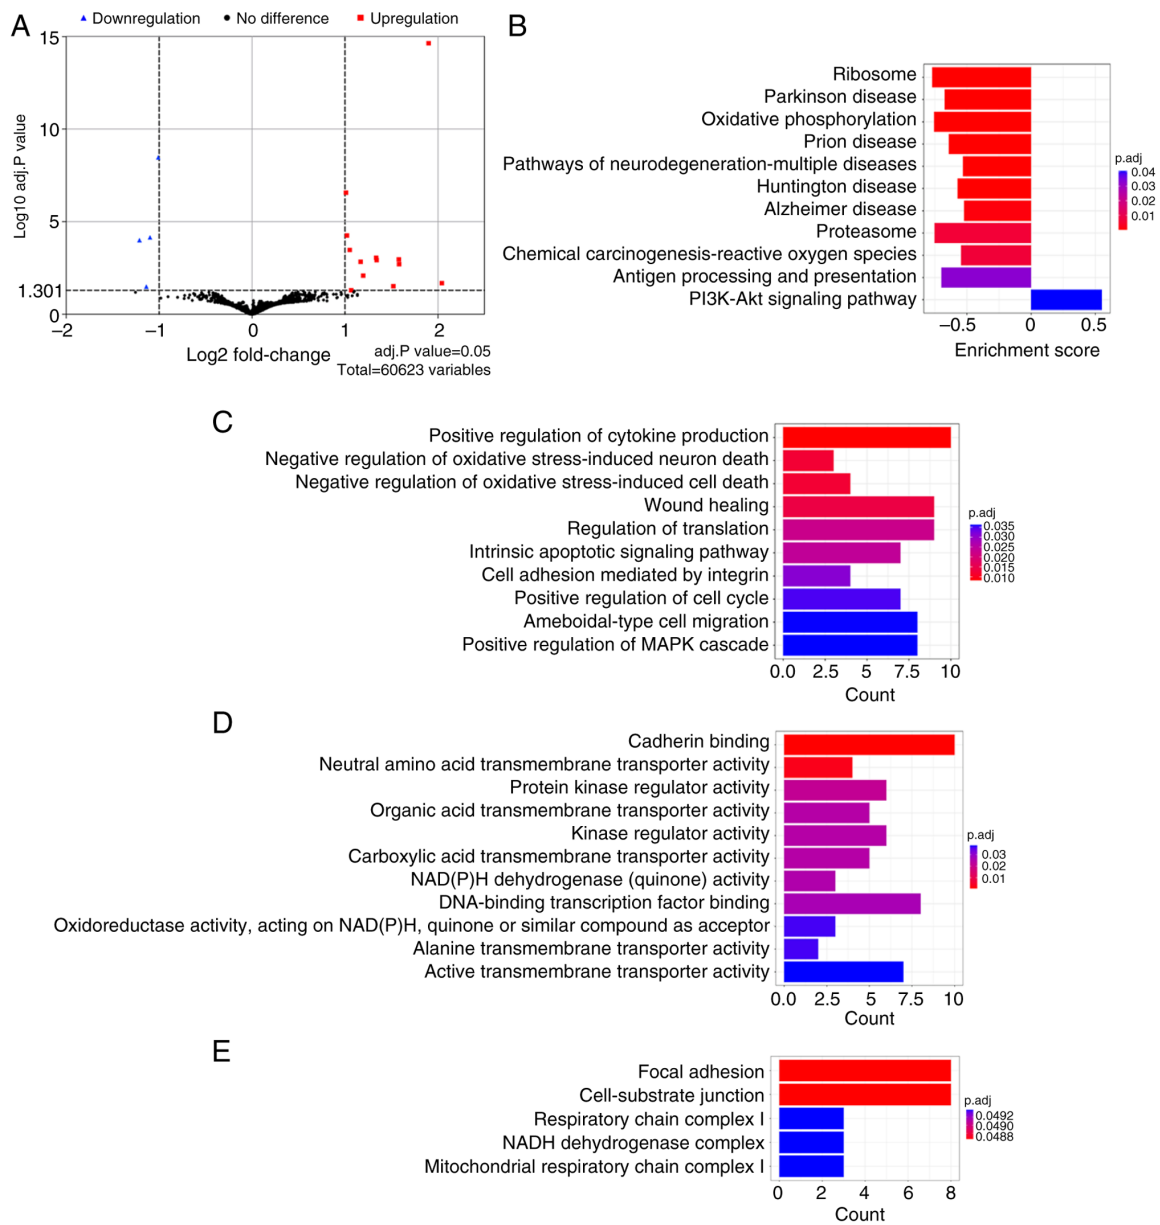 A
Downregulation No difference Upregulation
15
10
5
1.301
0
Log10 adj.P value
−2 −1 0 1 2
Log2 fold-change
adj.P value=0.05
Total=60623 variables
B
Ribosome
Parkinson disease
Oxidative phosphorylation
Prion disease
Pathways of neurodegeneration-multiple diseases
Huntington disease
Alzheimer disease
Proteasome
Chemical carcinogenesis-reactive oxygen species
Antigen processing and presentation
PI3K-Akt signaling pathway
−0.5 0 0.5
Enrichment score
p.adj
0.04
0.03
0.02
0.01
C
Positive regulation of cytokine production
Negative regulation of oxidative stress-induced neuron death
Negative regulation of oxidative stress-induced cell death
Wound healing
Regulation of translation
Intrinsic apoptotic signaling pathway
Cell adhesion mediated by integrin
Positive regulation of cell cycle
Ameboidal-type cell migration
Positive regulation of MAPK cascade
0.0 2.5 5 7.5 10
Count
p.adj
0.035
0.030
0.025
0.020
0.015
0.010
D
Cadherin binding
Neutral amino acid transmembrane transporter activity
Protein kinase regulator activity
Organic acid transmembrane transporter activity
Kinase regulator activity
Carboxylic acid transmembrane transporter activity
NAD(P)H dehydrogenase (quinone) activity
DNA-binding transcription factor binding
Oxidoreductase activity, acting on NAD(P)H, quinone or similar compound as acceptor
Alanine transmembrane transporter activity
Active transmembrane transporter activity
0.0 2.5 5 7.5 10
Count
p.adj
0.03
0.02
0.01
E
Focal adhesion
Cell-substrate junction
Respiratory chain complex I
NADH dehydrogenase complex
Mitochondrial respiratory chain complex I
0 2 4 6 8
Count
p.adj
0.0492
0.0490
0.0488